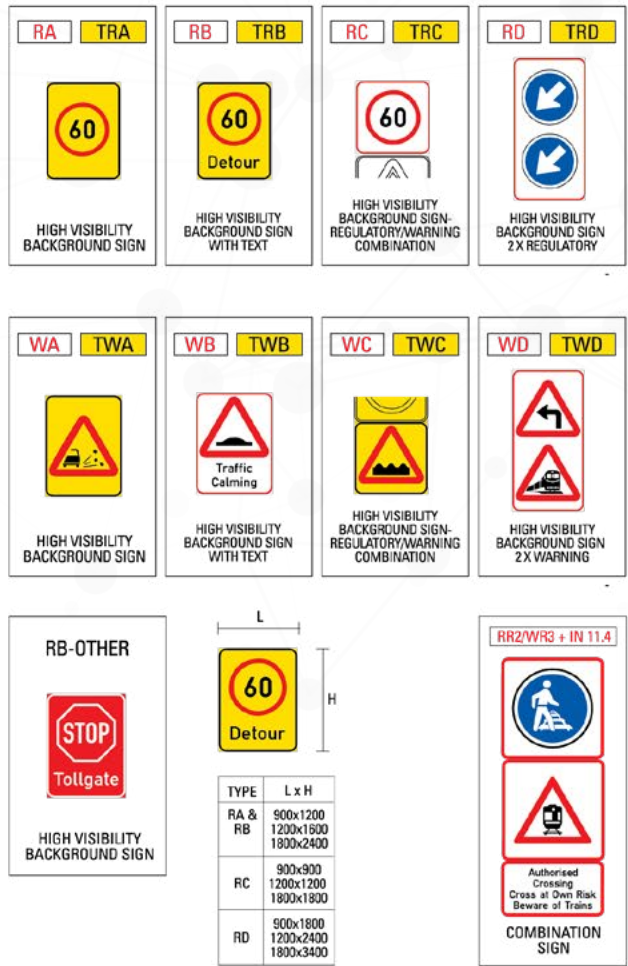 RA TRA
60
HIGH VISIBILITY
BACKGROUND SIGN
RB TRB
60
Detour
HIGH VISIBILITY
BACKGROUND SIGN
WITH TEXT
RC TRC
60
HIGH VISIBILITY
BACKGROUND SIGN-
REGULATORY/WARNING
COMBINATION
RD TRD
HIGH VISIBILITY
BACKGROUND SIGN
2 X REGULATORY
WA TWA
HIGH VISIBILITY
BACKGROUND SIGN
WB TWB
Traffic
Calming
HIGH VISIBILITY
BACKGROUND SIGN
WITH TEXT
WC TWC
HIGH VISIBILITY
BACKGROUND SIGN-
REGULATORY/WARNING
COMBINATION
WD TWD
HIGH VISIBILITY
BACKGROUND SIGN
2 X WARNING
RB-OTHER
STOP
Tollgate
HIGH VISIBILITY
BACKGROUND SIGN
L
60
Detour
H
TYPE L x H
RA & RB 900x1200
1200x1600
1800x2400
RC 900x900
1200x1200
1800x1800
RD 900x1800
1200x2400
1800x3400
RR2/WR3 + IN 11.4
Authorised
Crossing
Cross at Own Risk
Beware of Trains
COMBINATION
SIGN